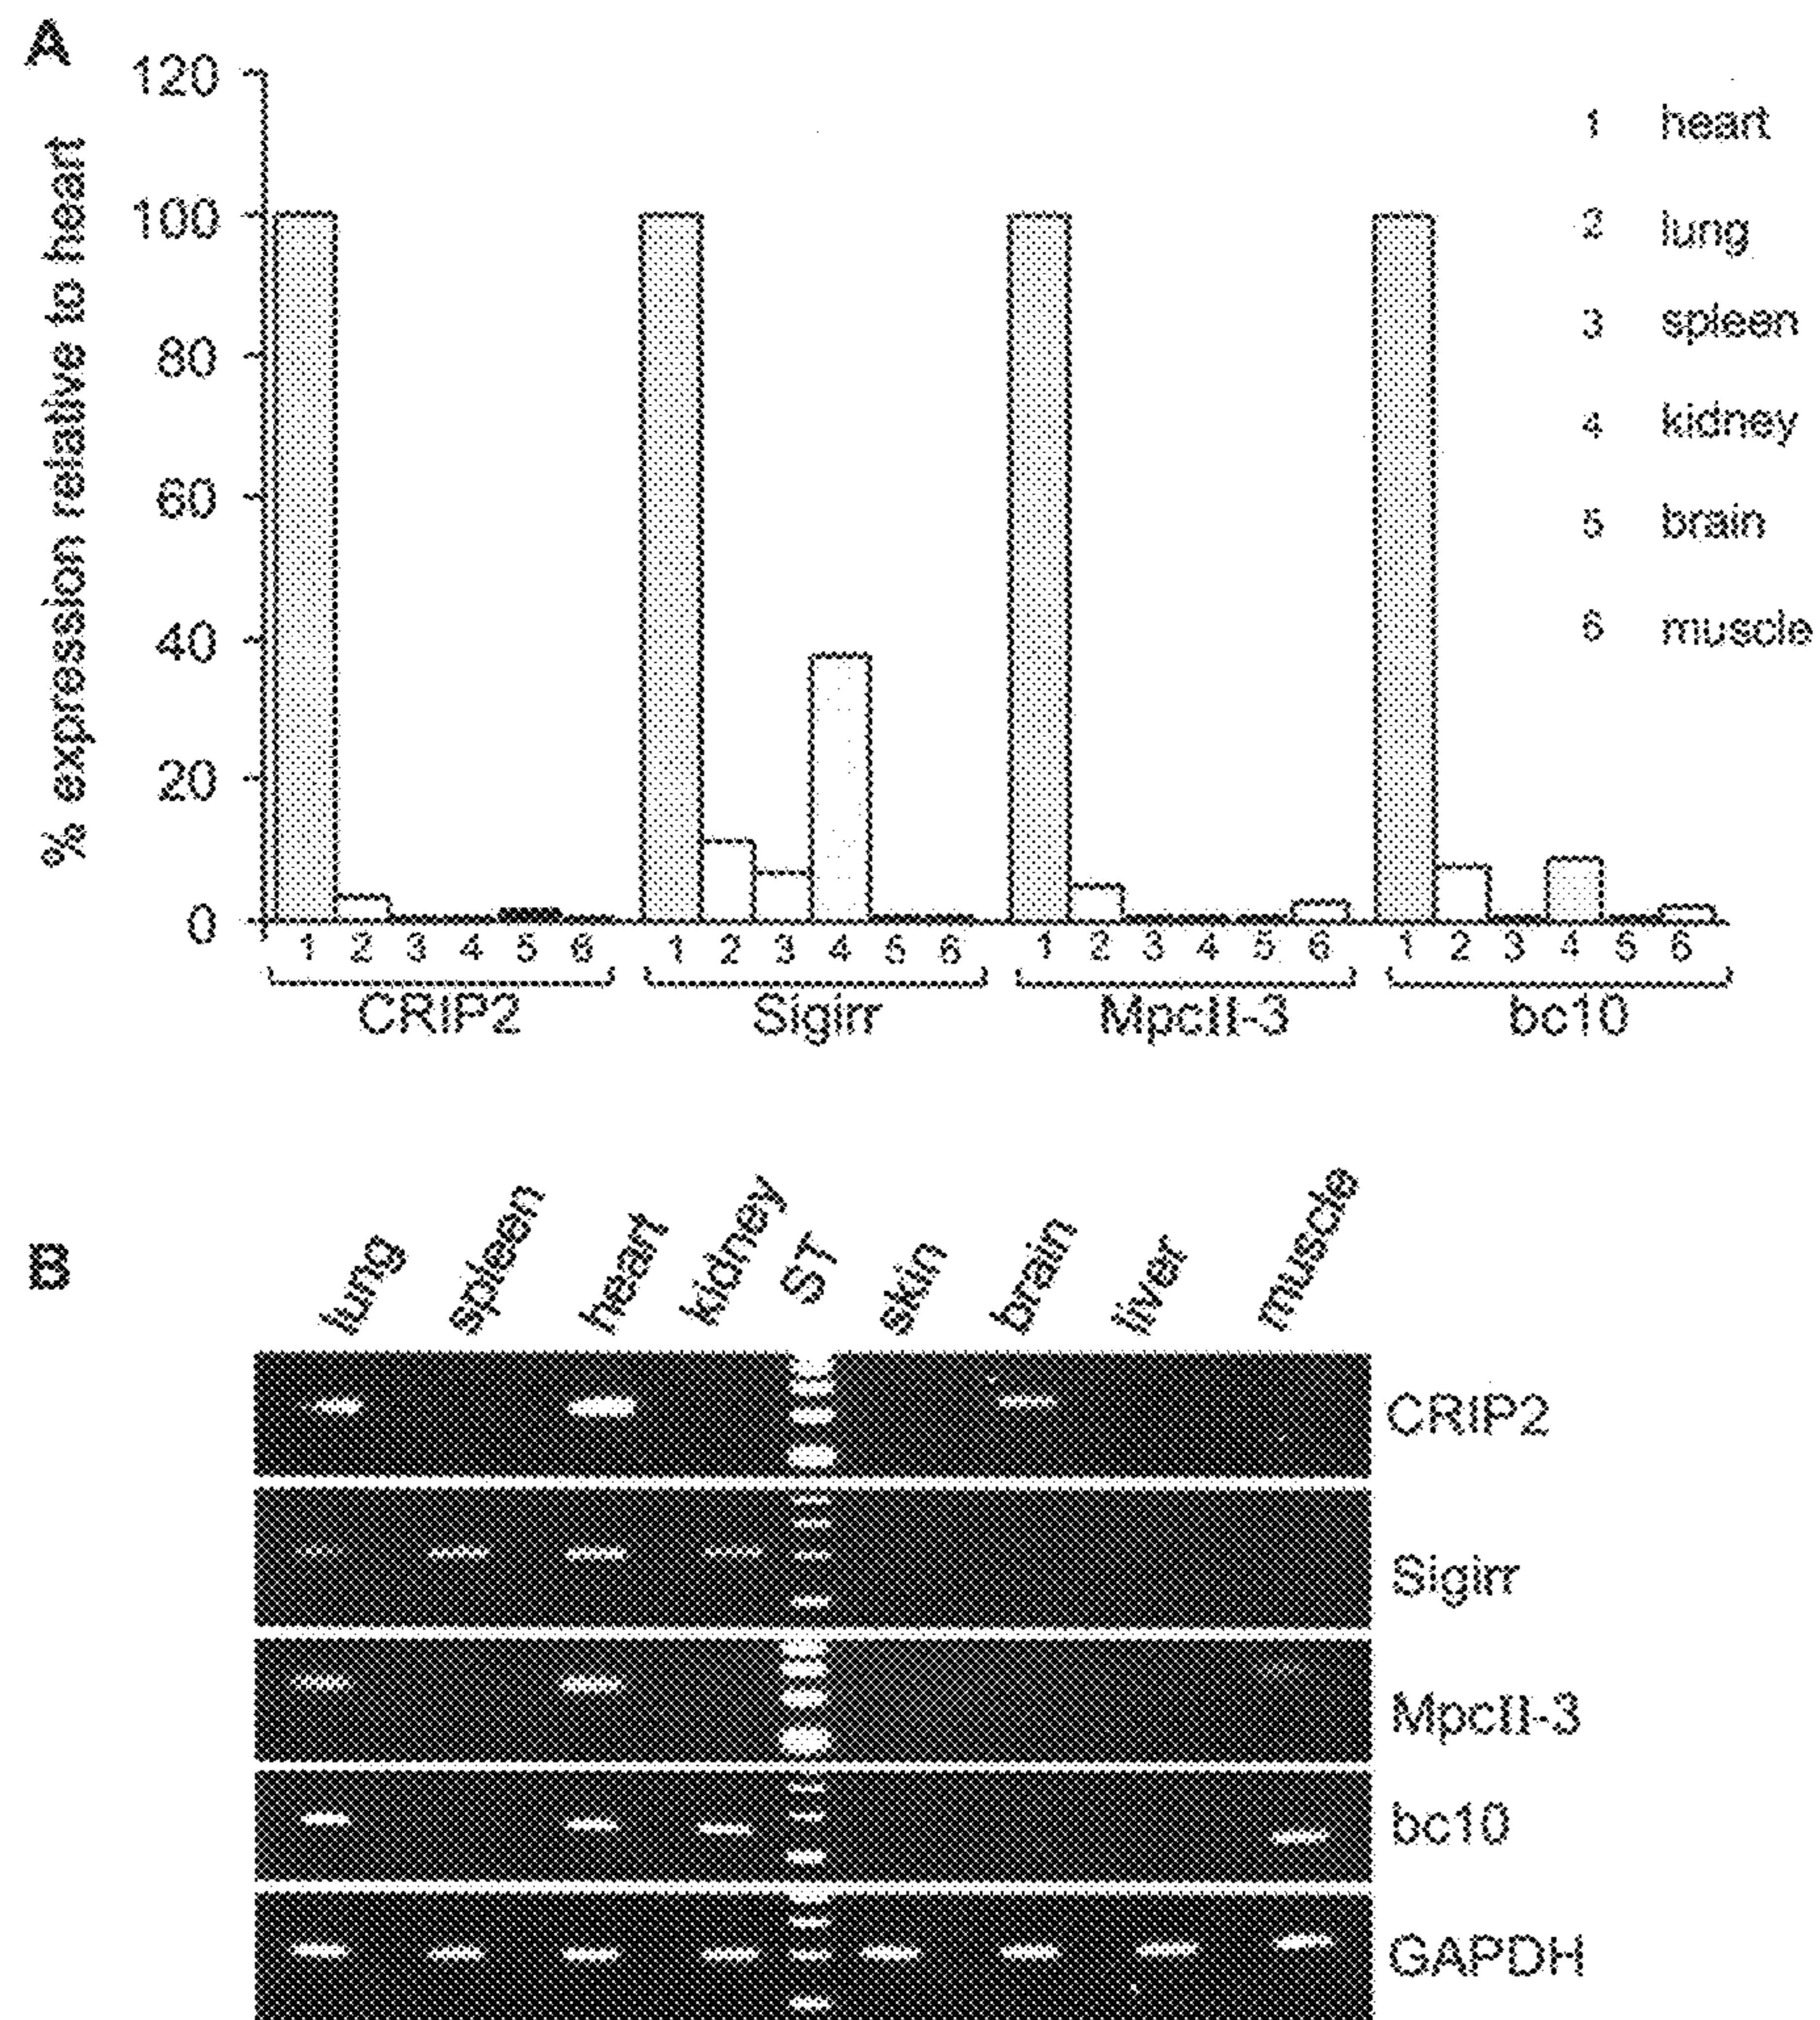 A
% expression relative to heart
120
100
80
60
40
20
0
1 heart
2 lung
3 spleen
4 kidney
5 brain
6 muscle
1 2 3 4 5 6 1 2 3 4 5 6 1 2 3 4 5 6 1 2 3 4 5 6
CRIP2 Sigirr MpcII-3 bc10
B
lung spleen heart kidney ST skin brain liver muscle
CRIP2
Sigirr
MpcII-3
bc10
GAPDH